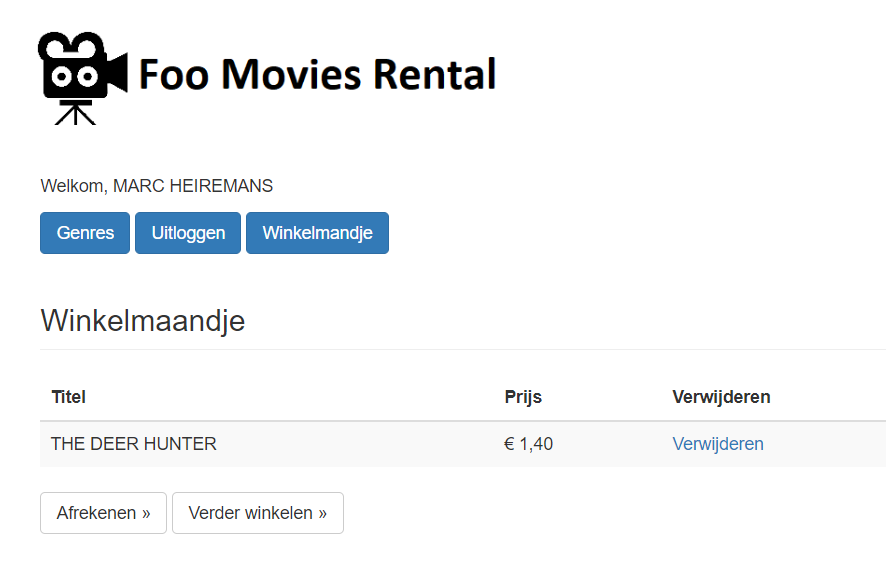 Foo Movies Rental
Welkom, MARC HEIREMANS
Genres Uitloggen Winkelmandje
Winkelmaandje
Titel Prijs Verwijderen
THE DEER HUNTER € 1,40 Verwijderen
Afrekenen » Verder winkelen »